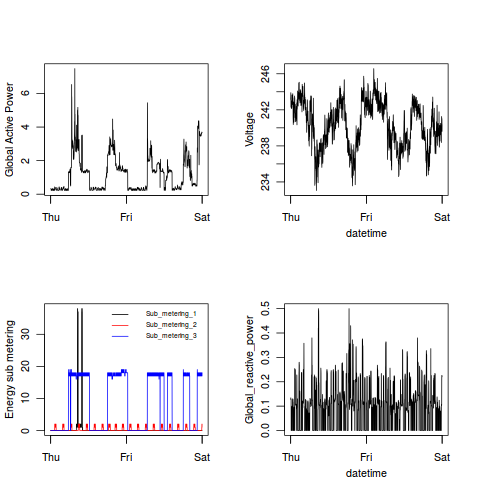 Global Active Power
0 2 4 6
Thu Fri Sat
Voltage
234 238 242 246
Thu Fri Sat
datetime
Energy sub metering
0 10 20 30
Sub_metering_1
Sub_metering_2
Sub_metering_3
Thu Fri Sat
Global_reactive_power
0.0 0.1 0.2 0.3 0.4 0.5
Thu Fri Sat
datetime